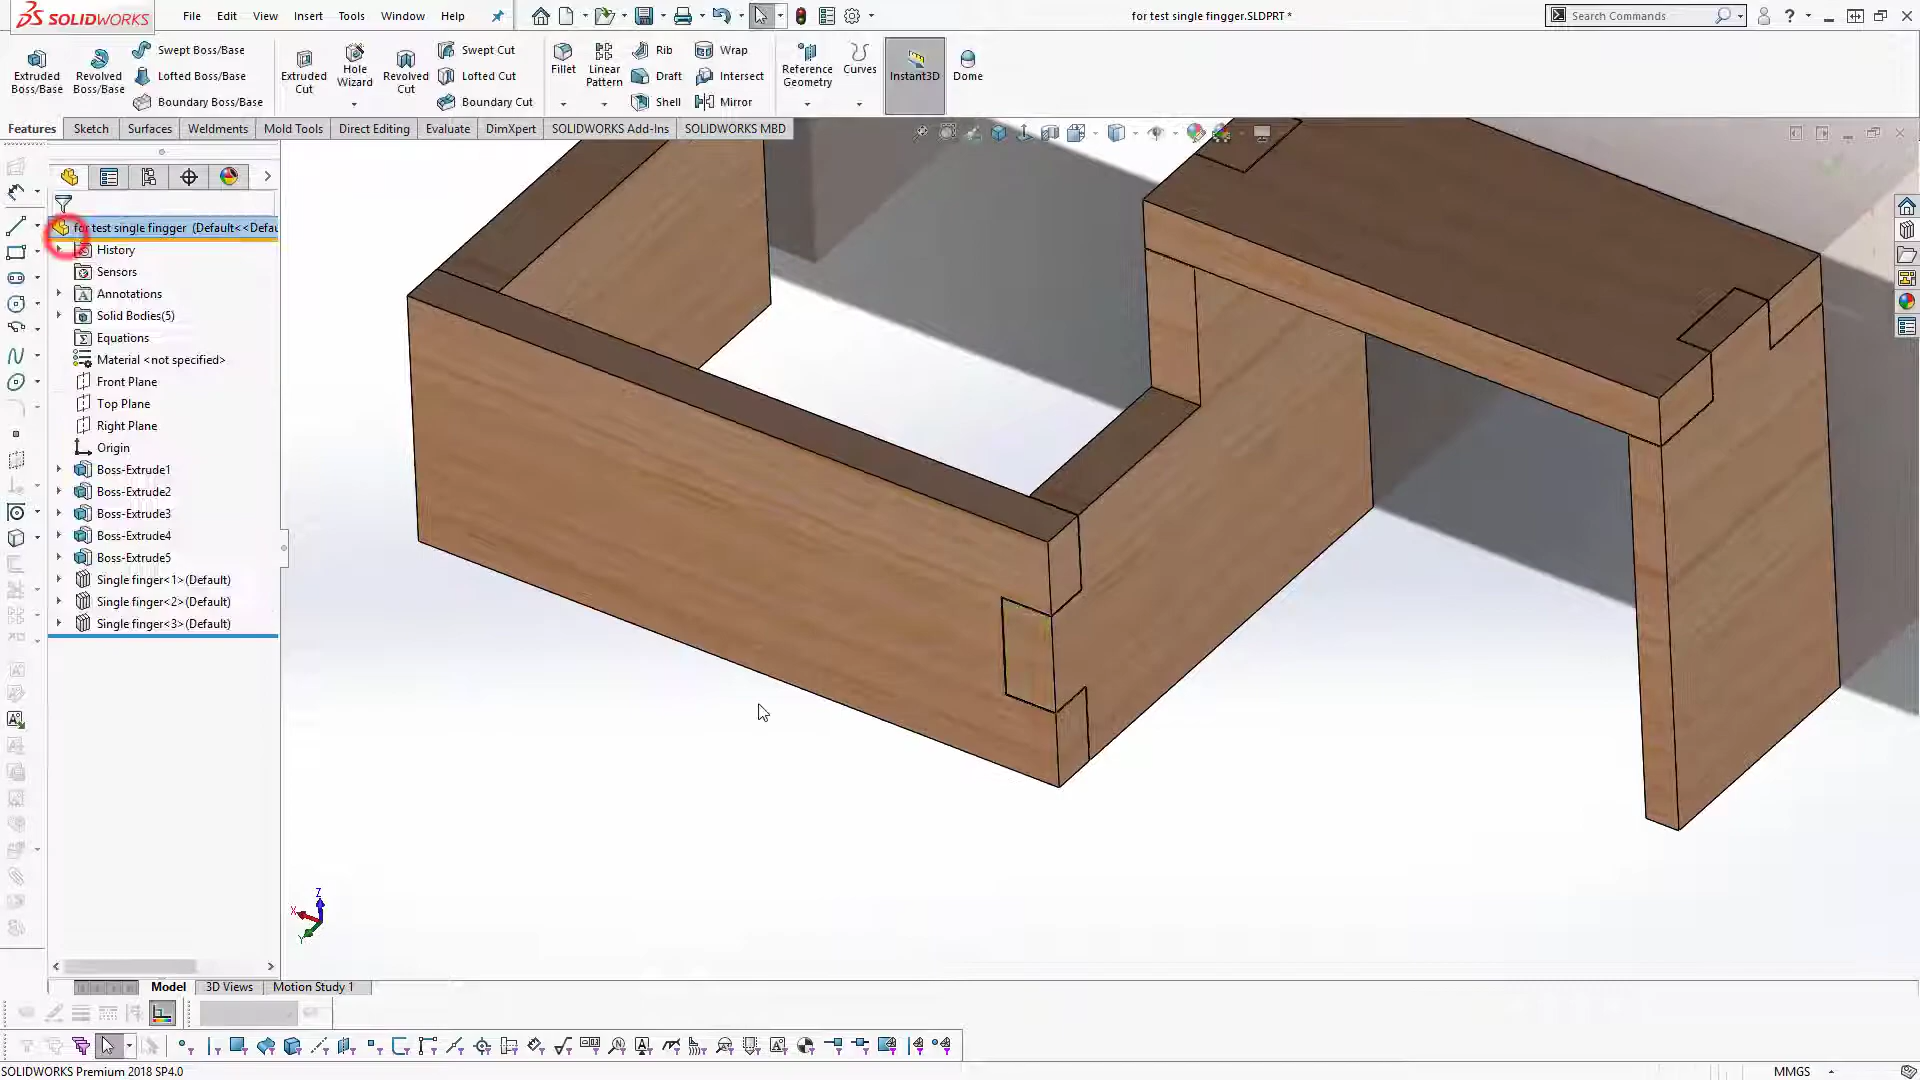 SOLIDWORKS
File Edit View Insert Tools Window Help
for test single fingger.SLDPRT *
Search Commands
Extruded Boss/Base
Revolved Boss/Base
Swept Boss/Base
Lofted Boss/Base
Boundary Boss/Base
Extruded Cut
Hole Wizard
Revolved Cut
Swept Cut
Lofted Cut
Boundary Cut
Fillet
Linear Pattern
Rib
Draft
Shell
Wrap
Intersect
Mirror
Reference Geometry
Curves
Instant3D
Dome
Features Sketch Surfaces Weldments Mold Tools Direct Editing Evaluate DimXpert SOLIDWORKS Add-Ins SOLIDWORKS MBD
for test single fingger (Default<<Defau
History
Sensors
Annotations
Solid Bodies(5)
Equations
Material <not specified>
Front Plane
Top Plane
Right Plane
Origin
Boss-Extrude1
Boss-Extrude2
Boss-Extrude3
Boss-Extrude4
Boss-Extrude5
Single finger<1>(Default)
Single finger<2>(Default)
Single finger<3>(Default)
Z
X
Y
Model 3D Views Motion Study 1
SOLIDWORKS Premium 2018 SP4.0
MMGS